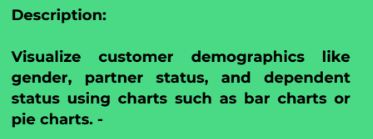 Description:
Visualize customer demographics like
gender, partner status, and dependent
status using charts such as bar charts or
pie charts. -